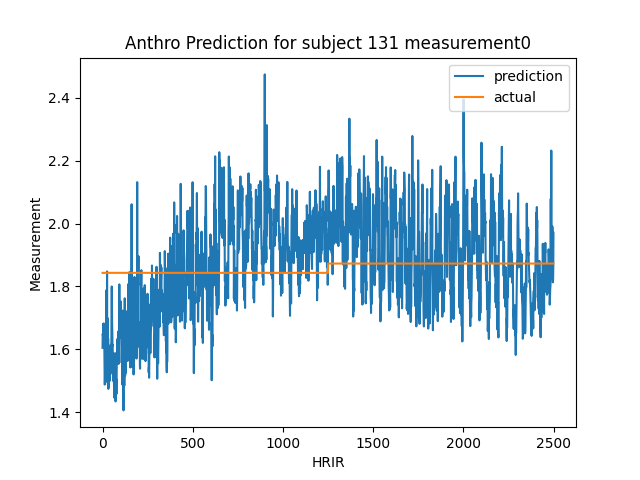 Anthro Prediction for subject 131 measurement0
prediction
actual
Measurement
2.4
2.2
2.0
1.8
1.6
1.4
0
500
1000
1500
2000
2500
HRIR